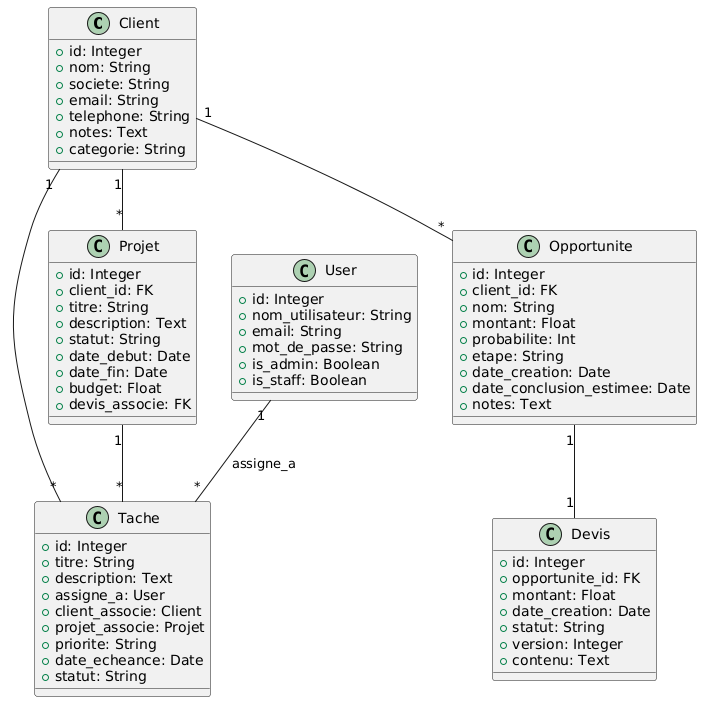 C Client
id: Integer
nom: String
societe: String
email: String
telephone: String
notes: Text
categorie: String
1
1
1
*
*
C Projet
id: Integer
client_id: FK
titre: String
description: Text
statut: String
date_debut: Date
date_fin: Date
budget: Float
devis_associe: FK
C User
id: Integer
nom_utilisateur: String
email: String
mot_de_passe: String
is_admin: Boolean
is_staff: Boolean
C Opportunite
id: Integer
client_id: FK
nom: String
montant: Float
probabilite: Int
etape: String
date_creation: Date
date_conclusion_estimee: Date
notes: Text
1
1
1
assigne_a
*
*
*
1
C Tache
id: Integer
titre: String
description: Text
assigne_a: User
client_associe: Client
projet_associe: Projet
priorite: String
date_echeance: Date
statut: String
C Devis
id: Integer
opportunite_id: FK
montant: Float
date_creation: Date
statut: String
version: Integer
contenu: Text